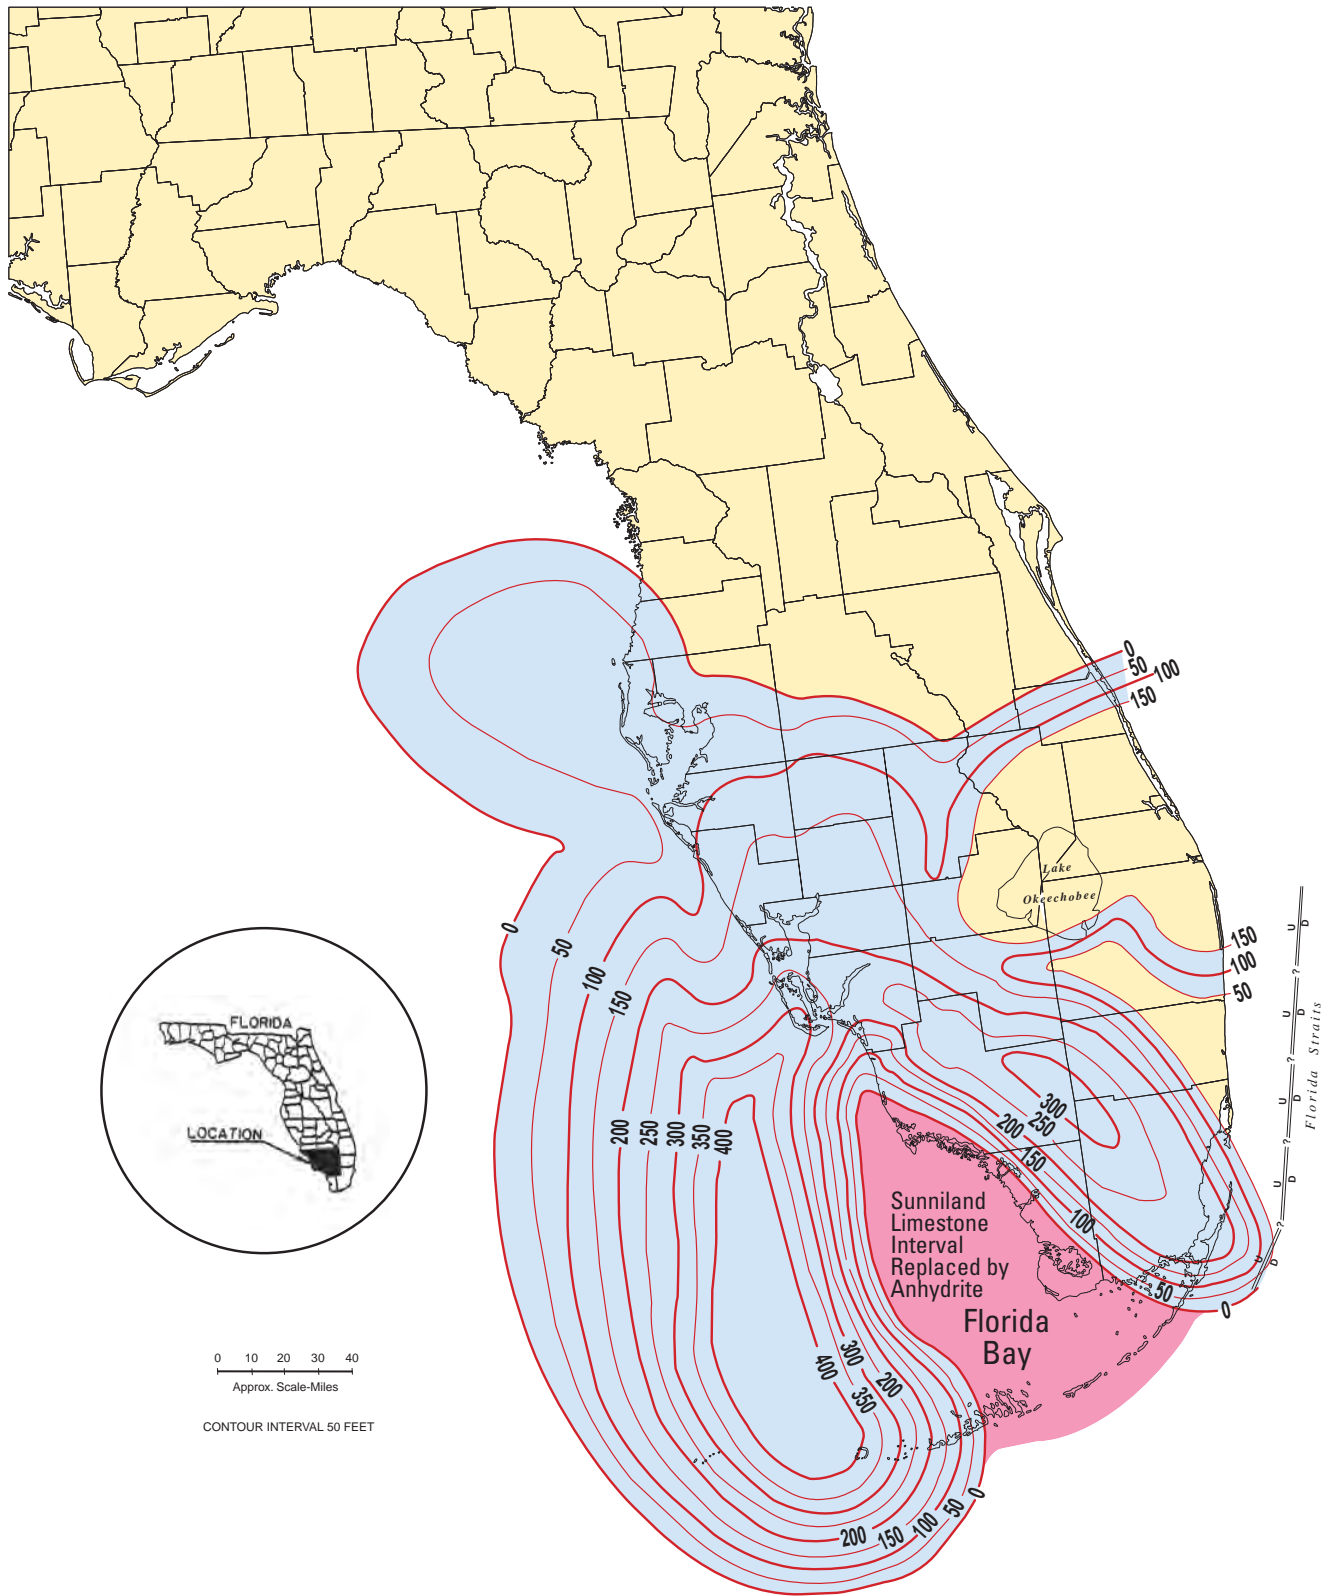 0
50
100
150
Lake
Okeechobee
150
100
50
U
D
?
U
D
?
U
D
?
U
D
?
U
D
Florida Straits
0
50
100
150
200
250
300
350
400
300
250
200
150
100
50
0
Sunniland
Limestone
Interval
Replaced by
Anhydrite
Florida
Bay
400
300
350
200
200
150
100
50
0
FLORIDA
LOCATION
0 10 20 30 40
Approx. Scale-Miles
CONTOUR INTERVAL 50 FEET